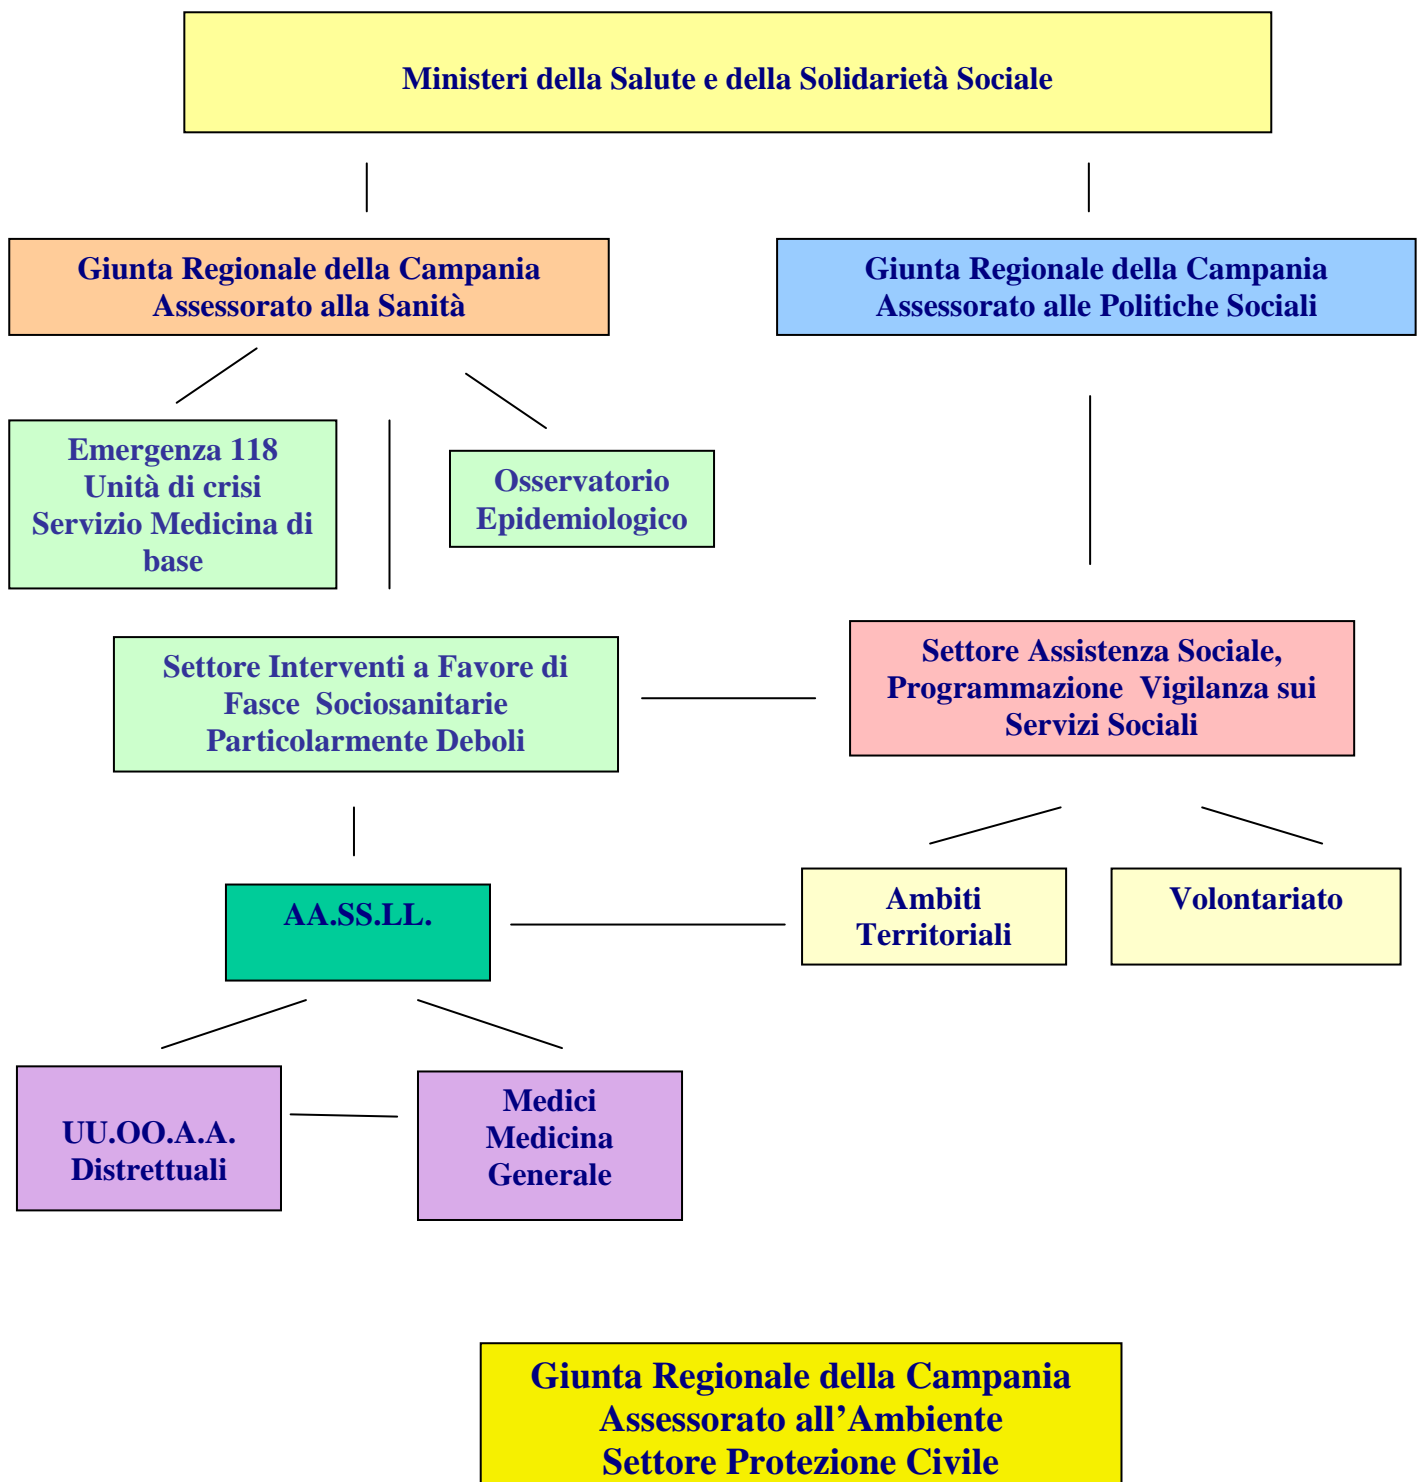 Ministeri della Salute e della Solidarietà Sociale
Giunta Regionale della Campania
Assessorato alla Sanità
Giunta Regionale della Campania
Assessorato alle Politiche Sociali
Emergenza 118
Unità di crisi
Servizio Medicina di
base
Osservatorio
Epidemiologico
Settore Interventi a Favore di
Fasce Sociosanitarie
Particolarmente Deboli
Settore Assistenza Sociale,
Programmazione Vigilanza sui
Servizi Sociali
AA.SS.LL.
Ambiti
Territoriali
Volontariato
UU.OO.A.A.
Distrettuali
Medici
Medicina
Generale
Giunta Regionale della Campania
Assessorato all’Ambiente
Settore Protezione Civile